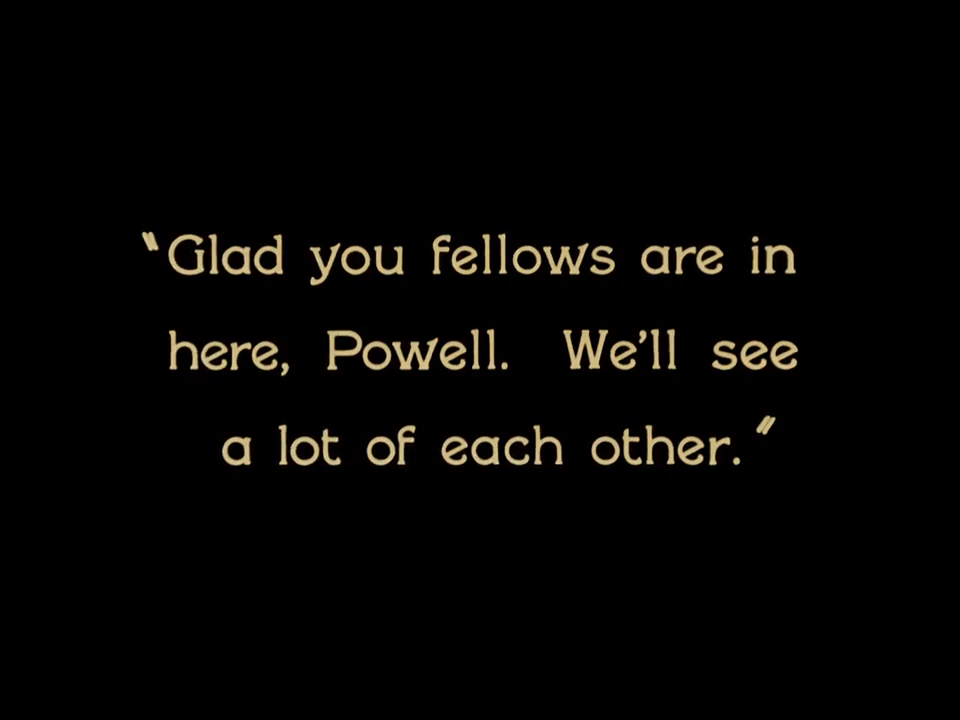 "Glad you fellows are in
here, Powell. We'll see
a lot of each other."